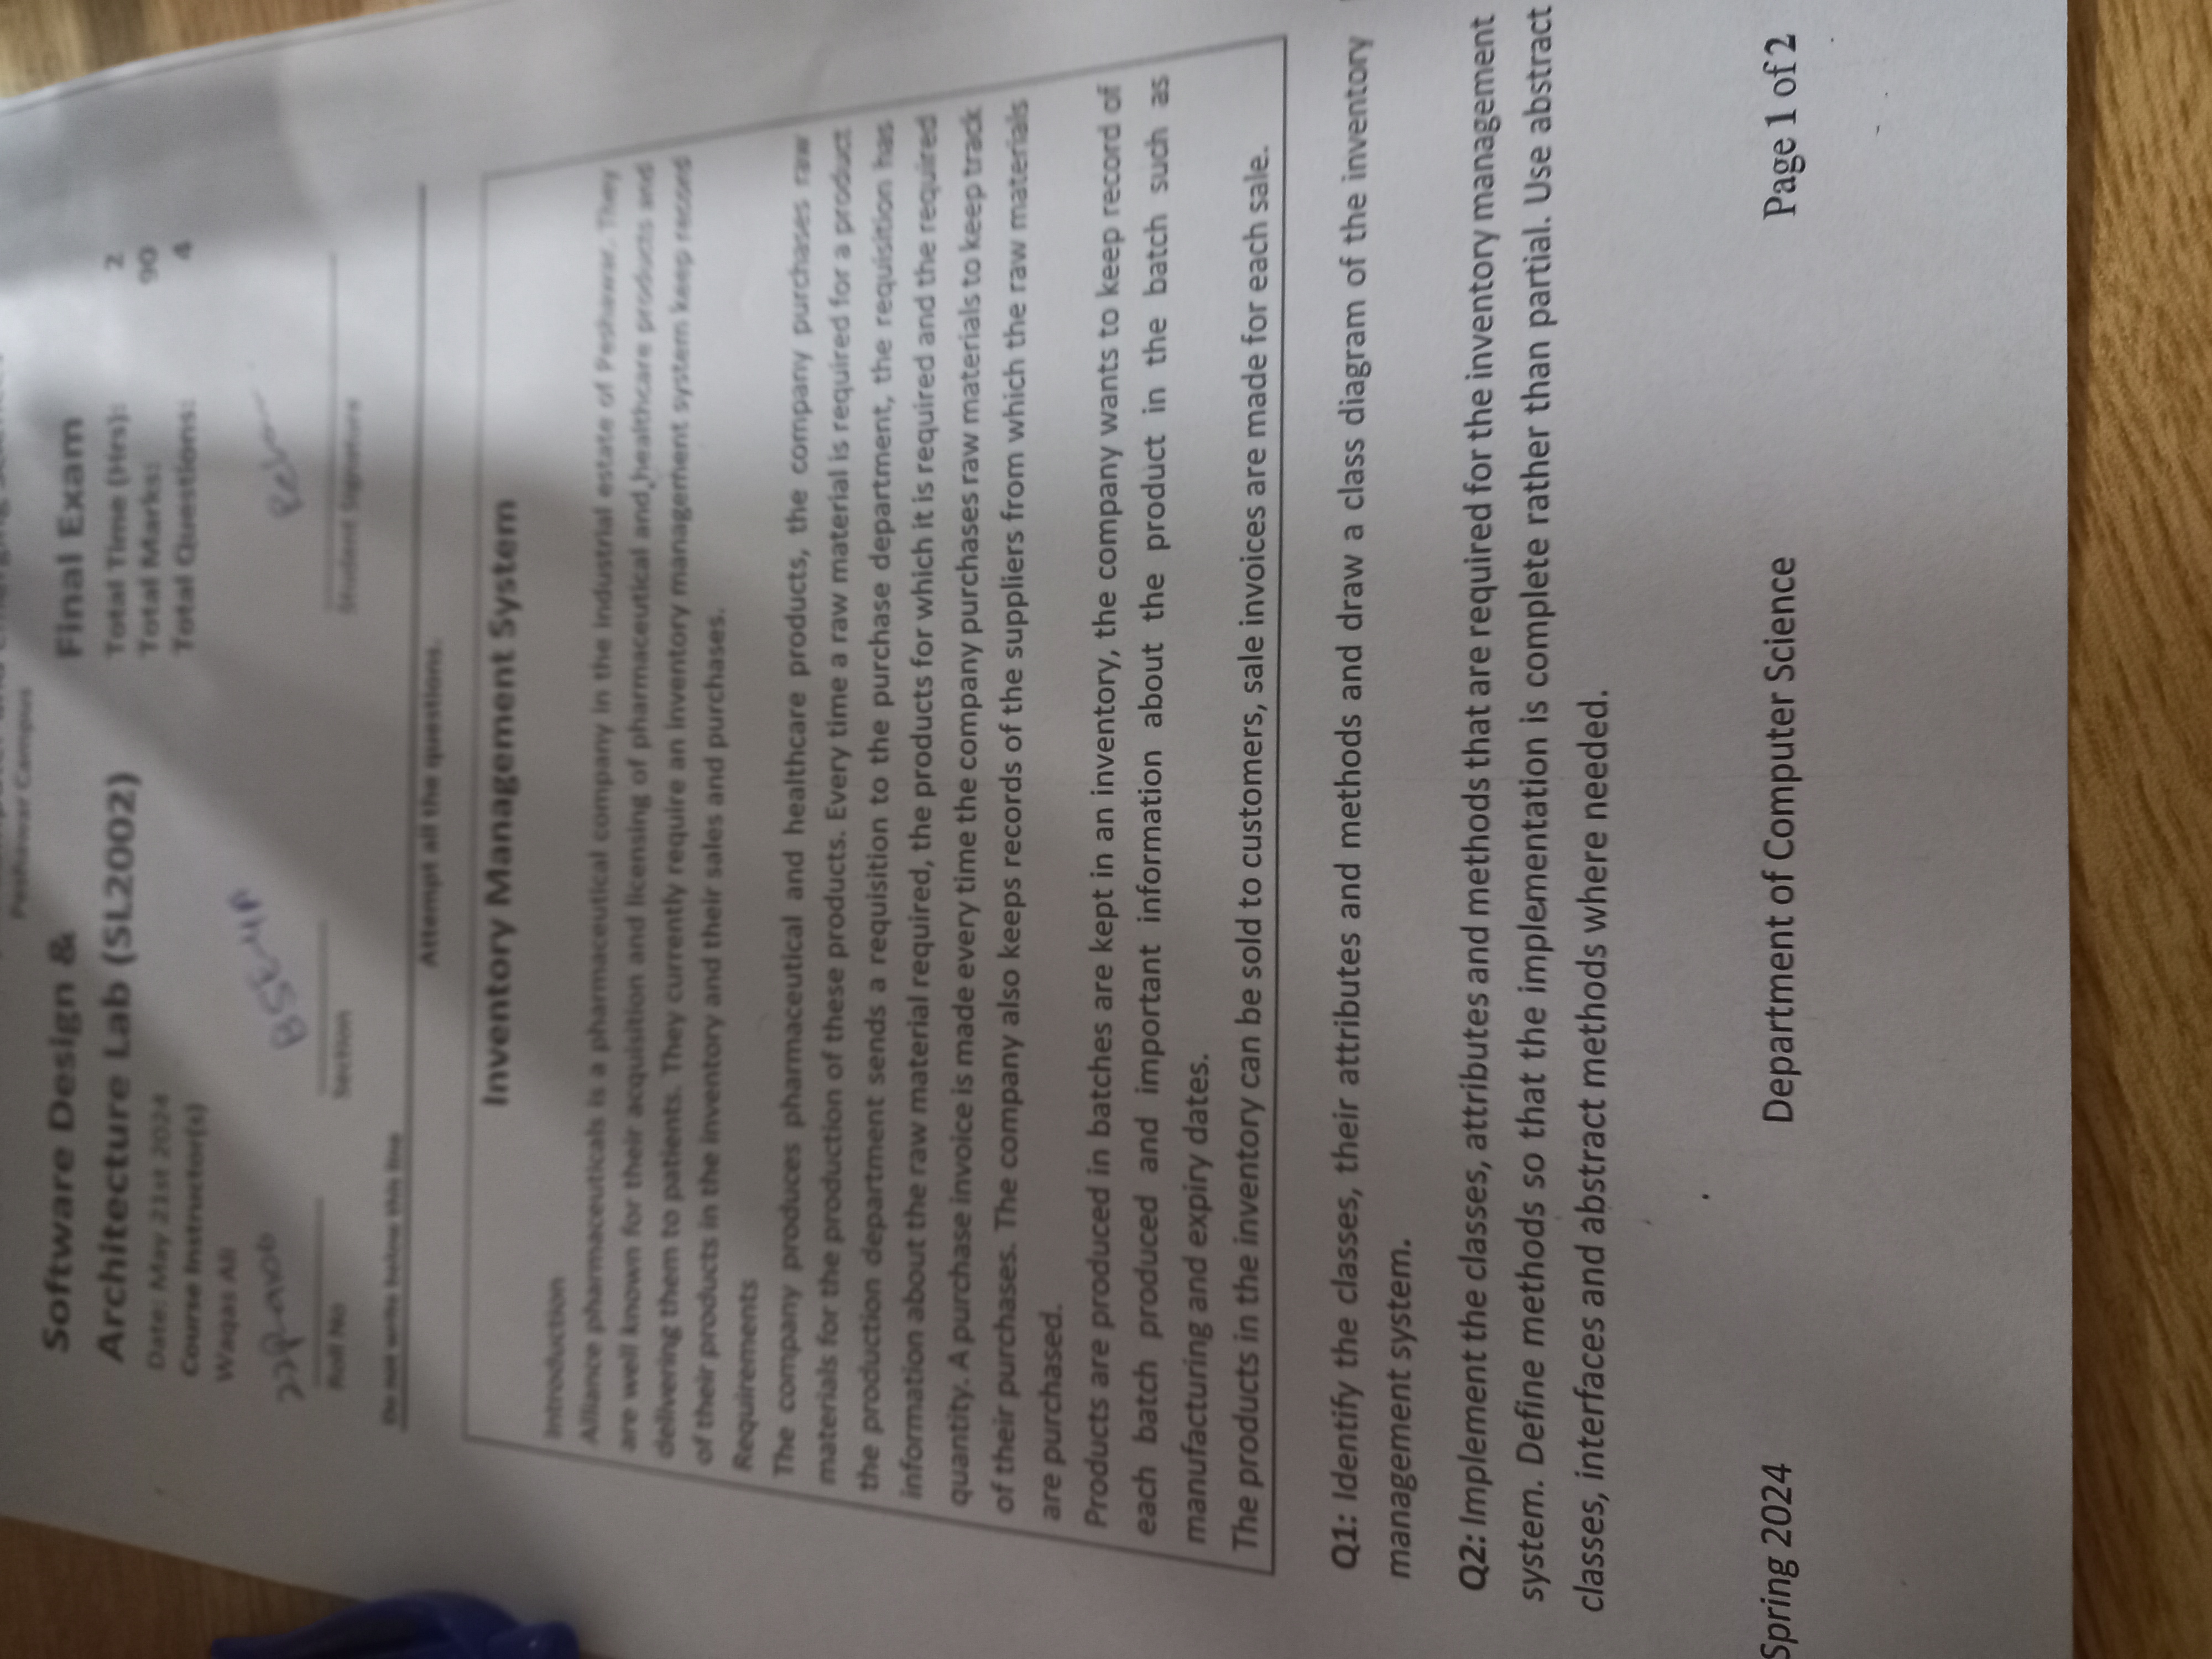 Peshawar Campus
Software Design & Final Exam
Architecture Lab (SL2002) Total Time (Hrs): 2
Date: May 21st 2024 Total Marks: 90
Course Instructor(s) Total Questions: 4
Waqas Ali
BSE-4A
Roll No Section Student Signature
Do not write below this line
Attempt all the questions.
Inventory Management System
Introduction
Alliance pharmaceuticals is a pharmaceutical company in the industrial estate of Peshawar. They
are well known for their acquisition and licensing of pharmaceutical and healthcare products and
delivering them to patients. They currently require an inventory management system keep record
of their products in the inventory and their sales and purchases.
Requirements
The company produces pharmaceutical and healthcare products, the company purchases raw
materials for the production of these products. Every time a raw material is required for a product
the production department sends a requisition to the purchase department, the requisition has
information about the raw material required, the products for which it is required and the required
quantity. A purchase invoice is made every time the company purchases raw materials to keep track
of their purchases. The company also keeps records of the suppliers from which the raw materials
are purchased.
Products are produced in batches are kept in an inventory, the company wants to keep record of
each batch produced and important information about the product in the batch such as
manufacturing and expiry dates.
The products in the inventory can be sold to customers, sale invoices are made for each sale.
Q1: Identify the classes, their attributes and methods and draw a class diagram of the inventory
management system.
Q2: Implement the classes, attributes and methods that are required for the inventory management
system. Define methods so that the implementation is complete rather than partial. Use abstract
classes, interfaces and abstract methods where needed.
Spring 2024 Department of Computer Science Page 1 of 2